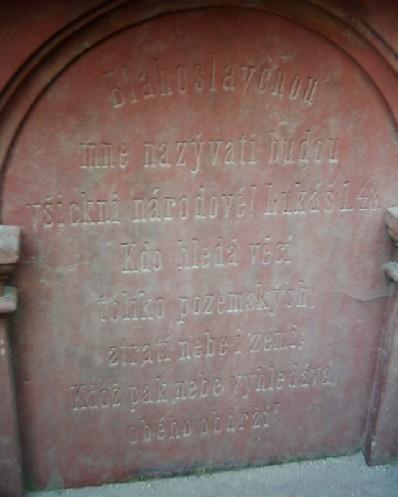 Blahoslavenou
mne nazývati budou
všickni národové! Lukáš 1.48.
Kdo hledá věcí
toliko pozemských,
ztratí nebe i zemi;
Kdož pak nebe vyhledává,
obého obdrží!